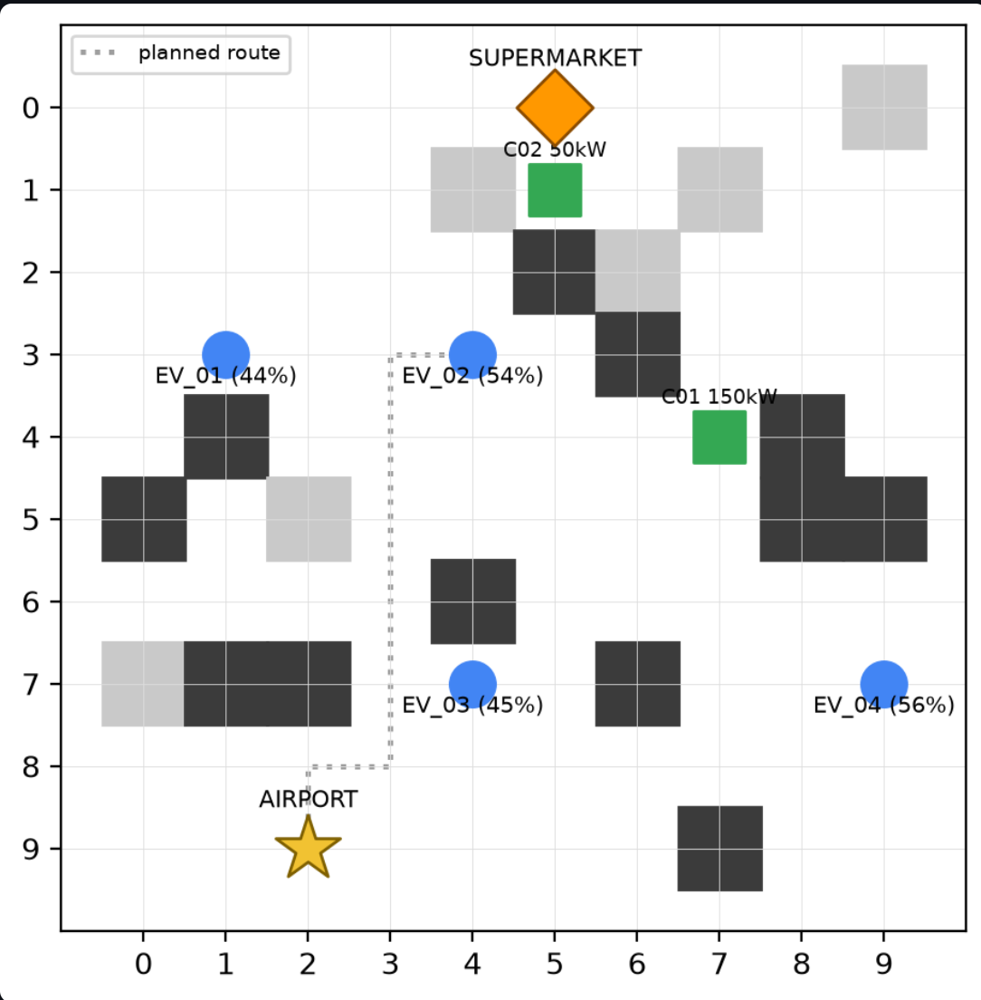 planned route
SUPERMARKET
0
C02 50kW
1
2
3
EV_01 (44%)
EV_02 (54%)
C01 150kW
4
5
6
7
EV_03 (45%)
EV_04 (56%)
8
AIRPORT
9
0 1 2 3 4 5 6 7 8 9